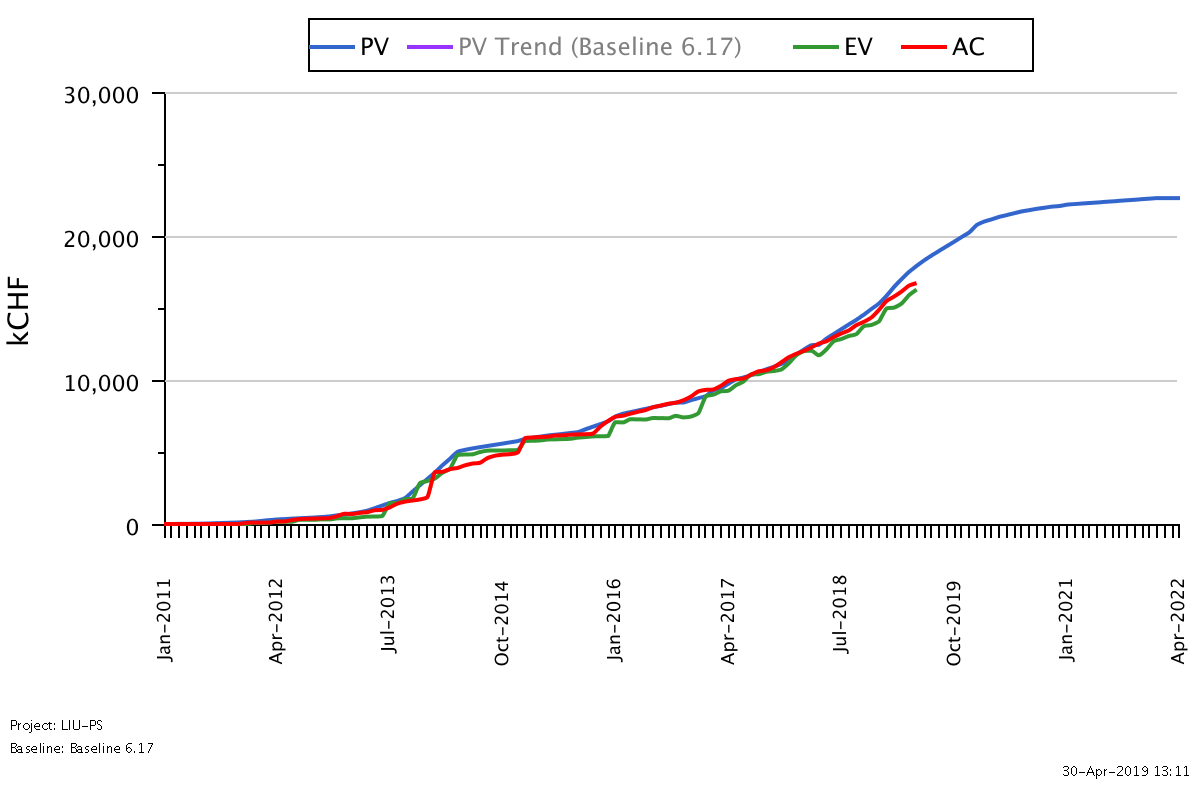 PV PV Trend (Baseline 6.17) EV AC
30,000
20,000
10,000
0
kCHF
Jan-2011 Apr-2012 Jul-2013 Oct-2014 Jan-2016 Apr-2017 Jul-2018 Oct-2019 Jan-2021 Apr-2022
Project: LIU-PS
Baseline: Baseline 6.17
30-Apr-2019 13:11